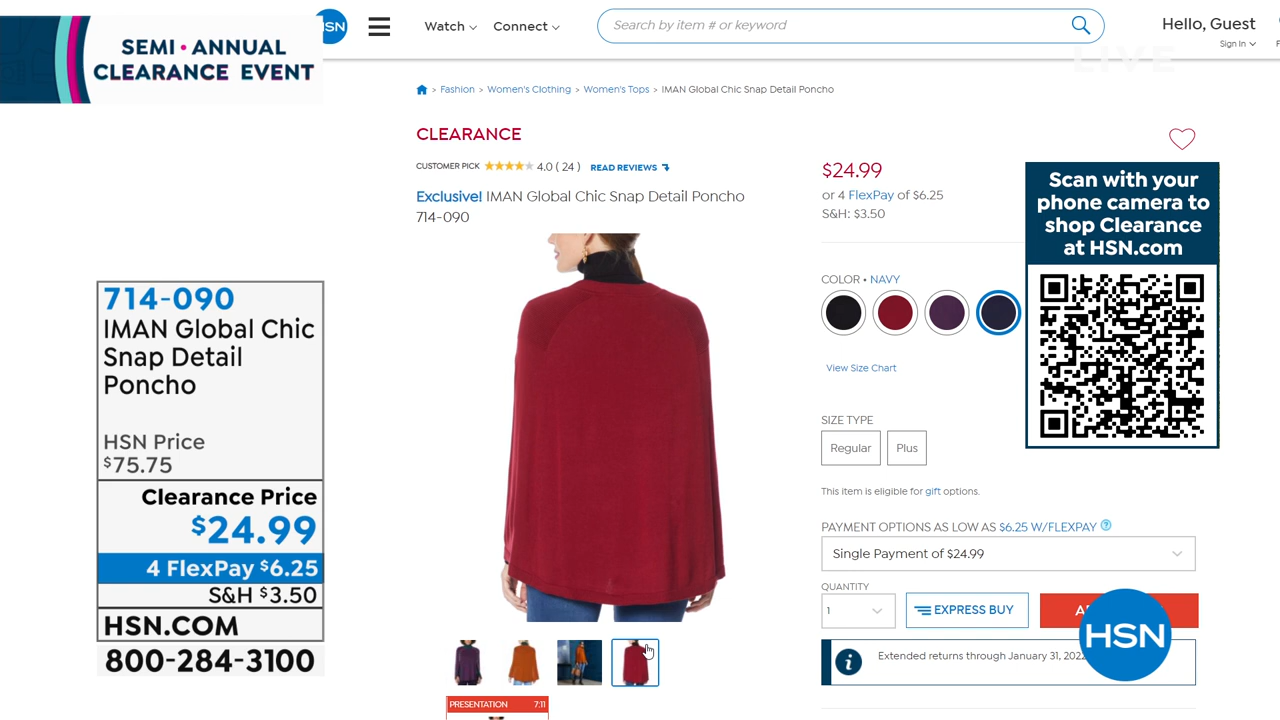 SEMI • ANNUAL
CLEARANCE EVENT
HSN
Watch
Connect
Search by item # or keyword
Hello, Guest
Sign In
LIVE
> Fashion > Women's Clothing > Women's Tops > IMAN Global Chic Snap Detail Poncho
CLEARANCE
CUSTOMER PICK 4.0 ( 24 ) READ REVIEWS
Exclusive! IMAN Global Chic Snap Detail Poncho
714-090
$24.99
or 4 FlexPay of $6.25
S&H: $3.50
COLOR • NAVY
View Size Chart
SIZE TYPE
Regular
Plus
This item is eligible for gift options.
PAYMENT OPTIONS AS LOW AS $6.25 W/FLEXPAY ?
Single Payment of $24.99
QUANTITY
1
EXPRESS BUY
HSN
i
Extended returns through January 31, 202
Scan with your
phone camera to
shop Clearance
at HSN.com
714-090
IMAN Global Chic
Snap Detail
Poncho
HSN Price
$75.75
Clearance Price
$24.99
4 FlexPay $6.25
S&H $3.50
HSN.COM
800-284-3100
PRESENTATION 7:11